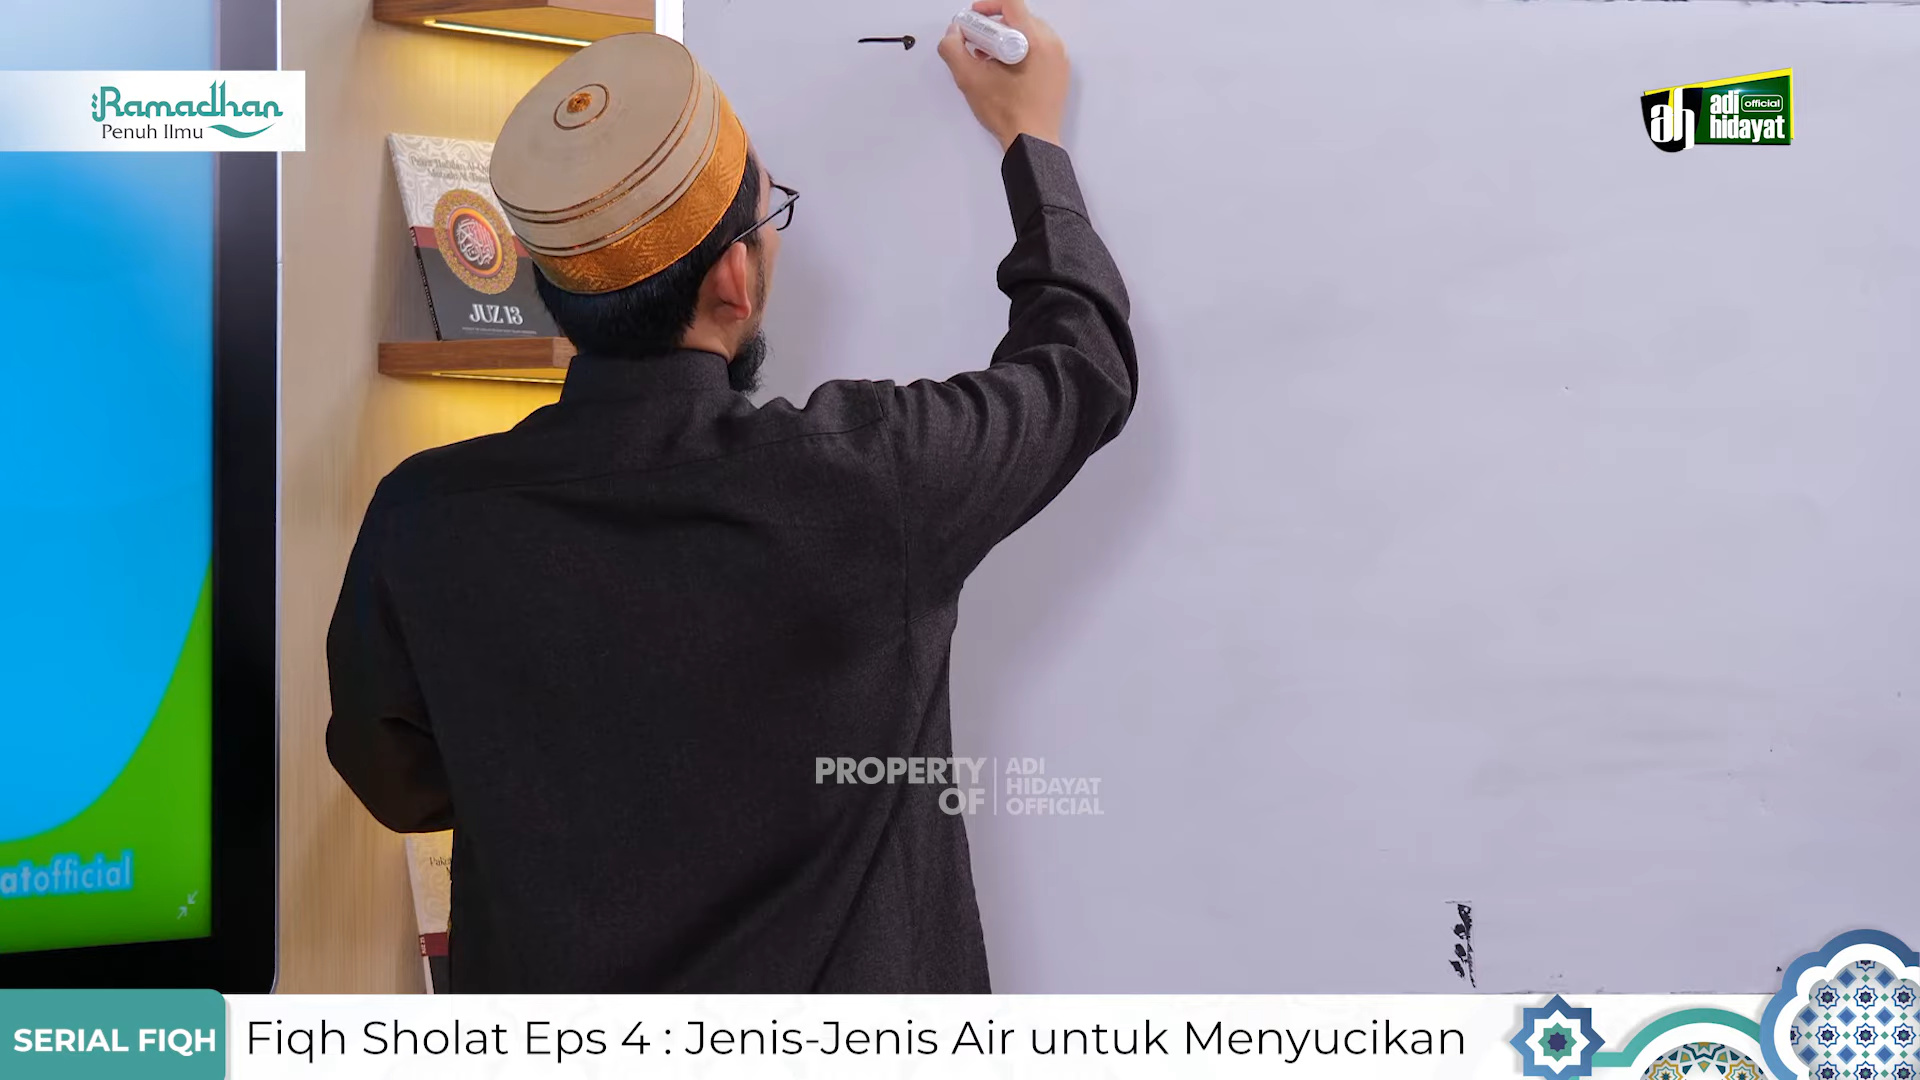 Ramadhan
Penuh Ilmu
JUZ 13
ah adi hidayat official
PROPERTY OF
ADI HIDAYAT OFFICIAL
atofficial
SERIAL FIQH
Fiqh Sholat Eps 4 : Jenis-Jenis Air untuk Menyucikan